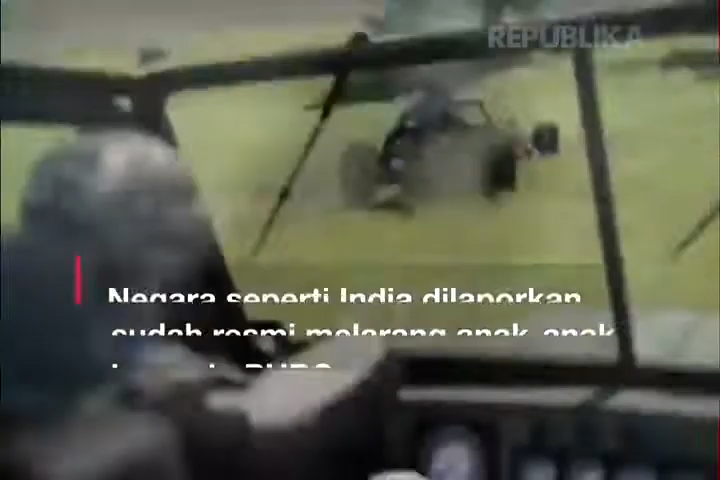 REPUBLIKA
Negara seperti India dilaporkan
sudah resmi melarang anak-anak